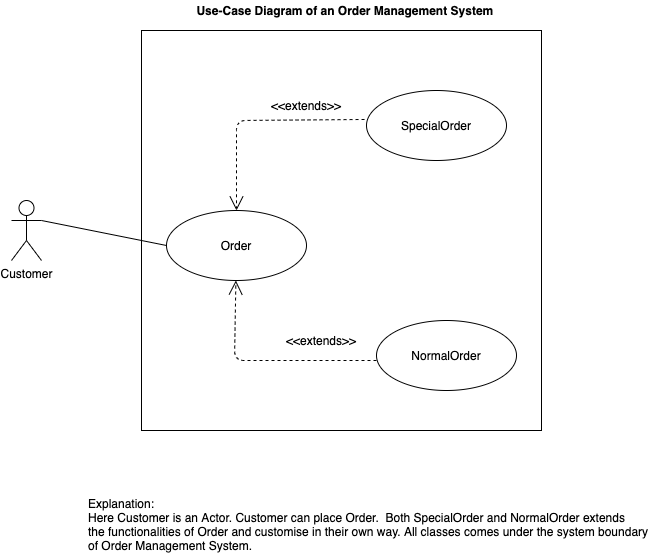 Use-Case Diagram of an Order Management System
<<extends>>
SpecialOrder
Order
Customer
<<extends>>
NormalOrder
Explanation:
Here Customer is an Actor. Customer can place Order.  Both SpecialOrder and NormalOrder extends
the functionalities of Order and customise in their own way. All classes comes under the system boundary
of Order Management System.